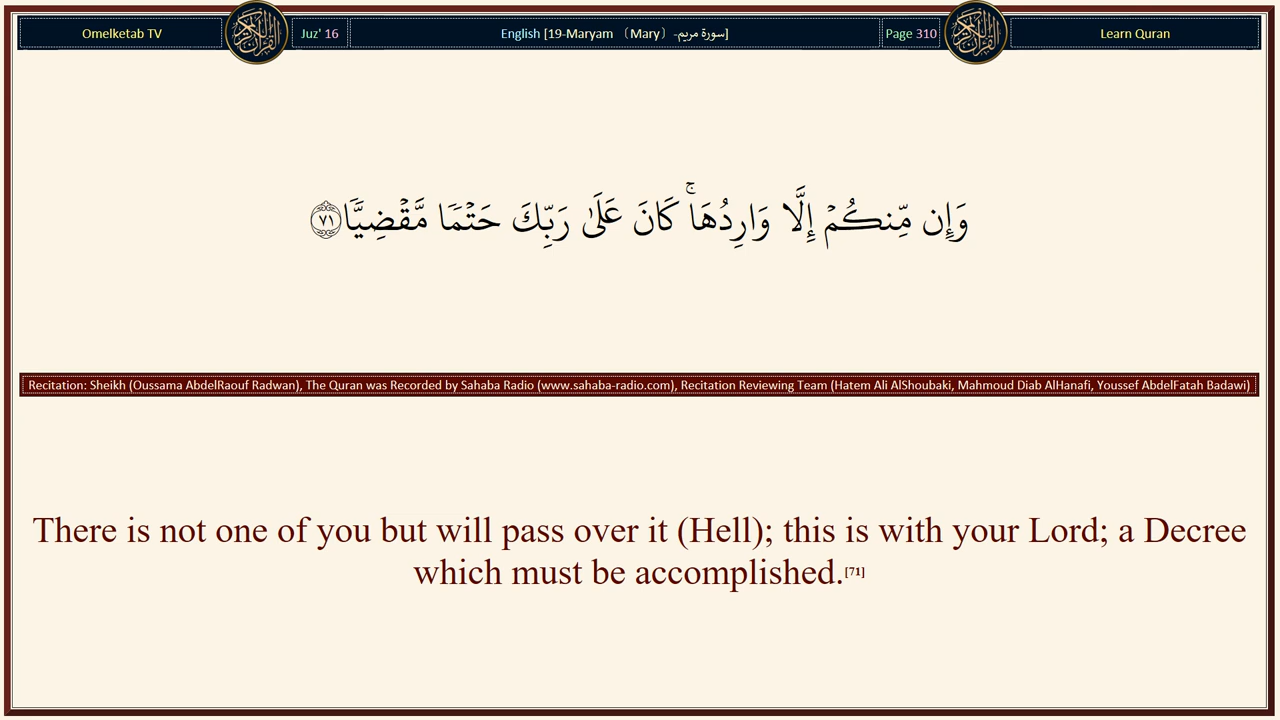 Omelketab TV
Juz' 16
English [19-Maryam (Mary) -سورة مريم]
Page 310
Learn Quran
وَإِن مِّنكُمۡ إِلَّا وَارِدُهَاۚ كَانَ عَلَىٰ رَبِّكَ حَتۡمٗا مَّقۡضِيّٗا ٧١
Recitation: Sheikh (Oussama AbdelRaouf Radwan), The Quran was Recorded by Sahaba Radio (www.sahaba-radio.com), Recitation Reviewing Team (Hatem Ali AlShoubaki, Mahmoud Diab AlHanafi, Youssef AbdelFatah Badawi)
There is not one of you but will pass over it (Hell); this is with your Lord; a Decree
which must be accomplished.[71]